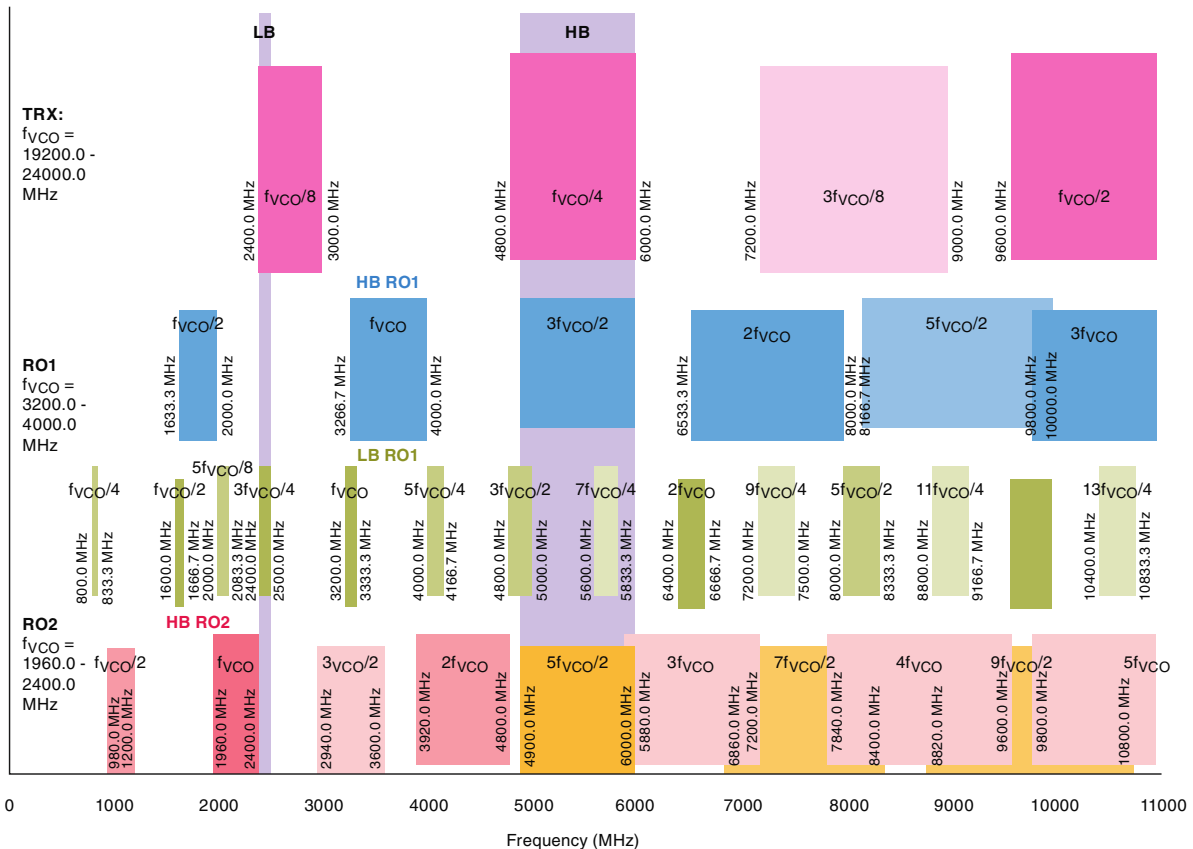 LB
HB
TRX:
fVCO =
19200.0 -
24000.0
MHz
2400.0 MHz
fVCO/8
3000.0 MHz
4800.0 MHz
fVCO/4
6000.0 MHz
7200.0 MHz
3fVCO/8
9000.0 MHz
9600.0 MHz
fVCO/2
HB RO1
RO1
fVCO =
3200.0 -
4000.0
MHz
1633.3 MHz
fVCO/2
2000.0 MHz
3266.7 MHz
fVCO
4000.0 MHz
3fVCO/2
6533.3 MHz
2fVCO
8000.0 MHz
8166.7 MHz
5fVCO/2
9800.0 MHz
10000.0 MHz
3fVCO
LB RO1
800.0 MHz
fVCO/4
833.3 MHz
1600.0 MHz
fVCO/2
1666.7 MHz
2000.0 MHz
5fVCO/8
2083.3 MHz
2400.0 MHz
3fVCO/4
2500.0 MHz
3200.0 MHz
fVCO
3333.3 MHz
4000.0 MHz
5fVCO/4
4166.7 MHz
4800.0 MHz
3fVCO/2
5000.0 MHz
5600.0 MHz
7fVCO/4
5833.3 MHz
6400.0 MHz
2fVCO
6666.7 MHz
7200.0 MHz
9fVCO/4
7500.0 MHz
8000.0 MHz
5fVCO/2
8333.3 MHz
8800.0 MHz
11fVCO/4
9166.7 MHz
10400.0 MHz
13fVCO/4
10833.3 MHz
HB RO2
RO2
fVCO =
1960.0 -
2400.0
MHz
980.0 MHz
fVCO/2
1200.0 MHz
1960.0 MHz
fVCO
2400.0 MHz
2940.0 MHz
3VCO/2
3600.0 MHz
3920.0 MHz
2fVCO
4800.0 MHz
4900.0 MHz
5fVCO/2
6000.0 MHz
5880.0 MHz
3fVCO
6860.0 MHz
7200.0 MHz
7fVCO/2
7840.0 MHz
8400.0 MHz
4fVCO
8820.0 MHz
9600.0 MHz
9fVCO/2
9800.0 MHz
10800.0 MHz
5fVCO
0 1000 2000 3000 4000 5000 6000 7000 8000 9000 10000 11000
Frequency (MHz)